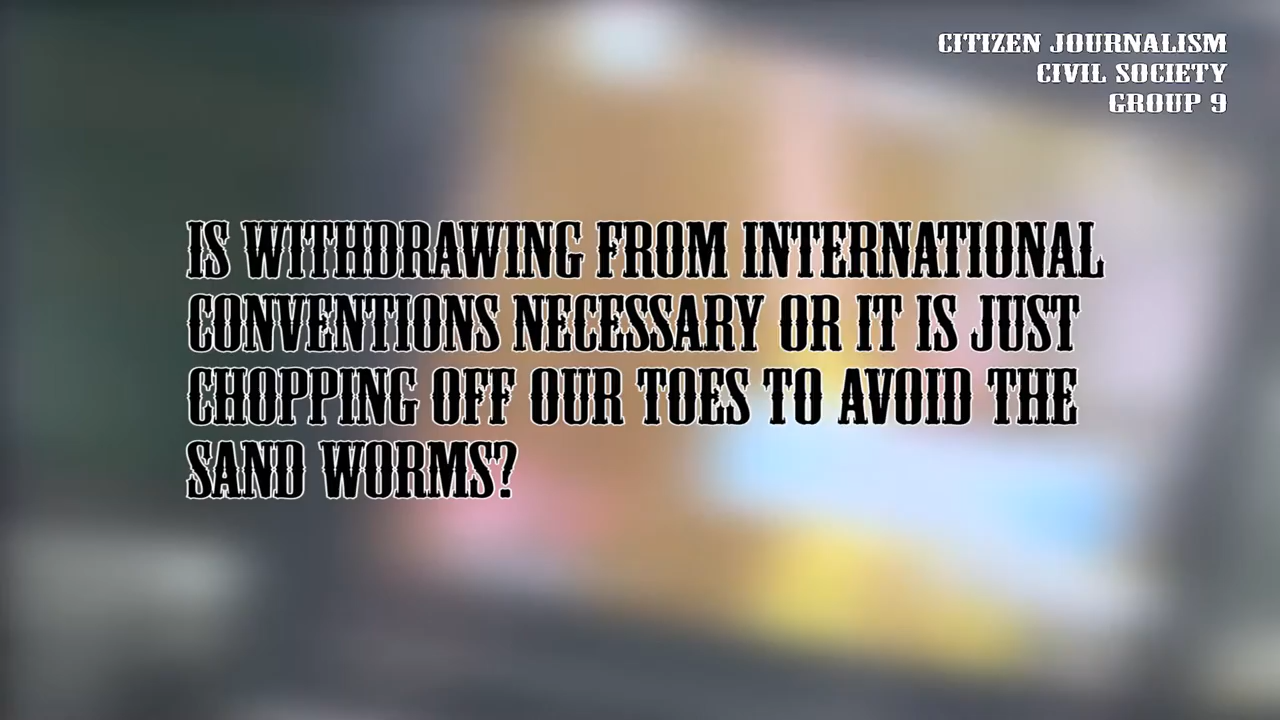 CITIZEN JOURNALISM
CIVIL SOCIETY
GROUP 9
IS WITHDRAWING FROM INTERNATIONAL
CONVENTIONS NECESSARY OR IT IS JUST
CHOPPING OFF OUR TOES TO AVOID THE
SAND WORMS?